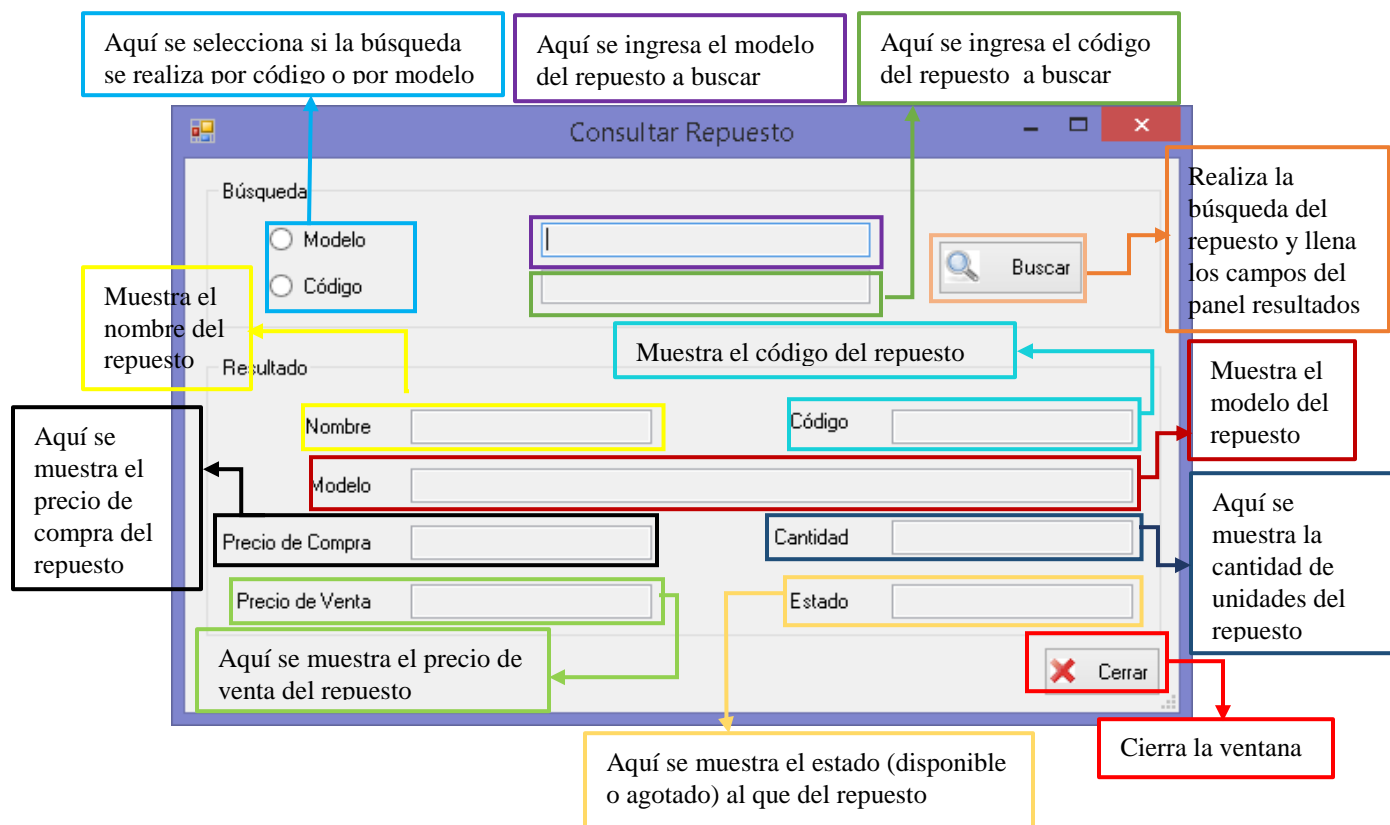 Aquí se selecciona si la búsqueda
se realiza por código o por modelo
Aquí se ingresa el modelo
del repuesto a buscar
Aquí se ingresa el código
del repuesto a buscar
Consultar Repuesto
Búsqueda
Modelo
Código
Buscar
Realiza la
búsqueda del
repuesto y llena
los campos del
panel resultados
Muestra el
nombre del
repuesto
Muestra el código del repuesto
Resultado
Nombre
Código
Muestra el
modelo del
repuesto
Aquí se
muestra el
precio de
compra del
repuesto
Modelo
Precio de Compra
Cantidad
Aquí se
muestra la
cantidad de
unidades del
repuesto
Precio de Venta
Estado
Aquí se muestra el precio de
venta del repuesto
Cerrar
Cierra la ventana
Aquí se muestra el estado (disponible
o agotado) al que del repuesto